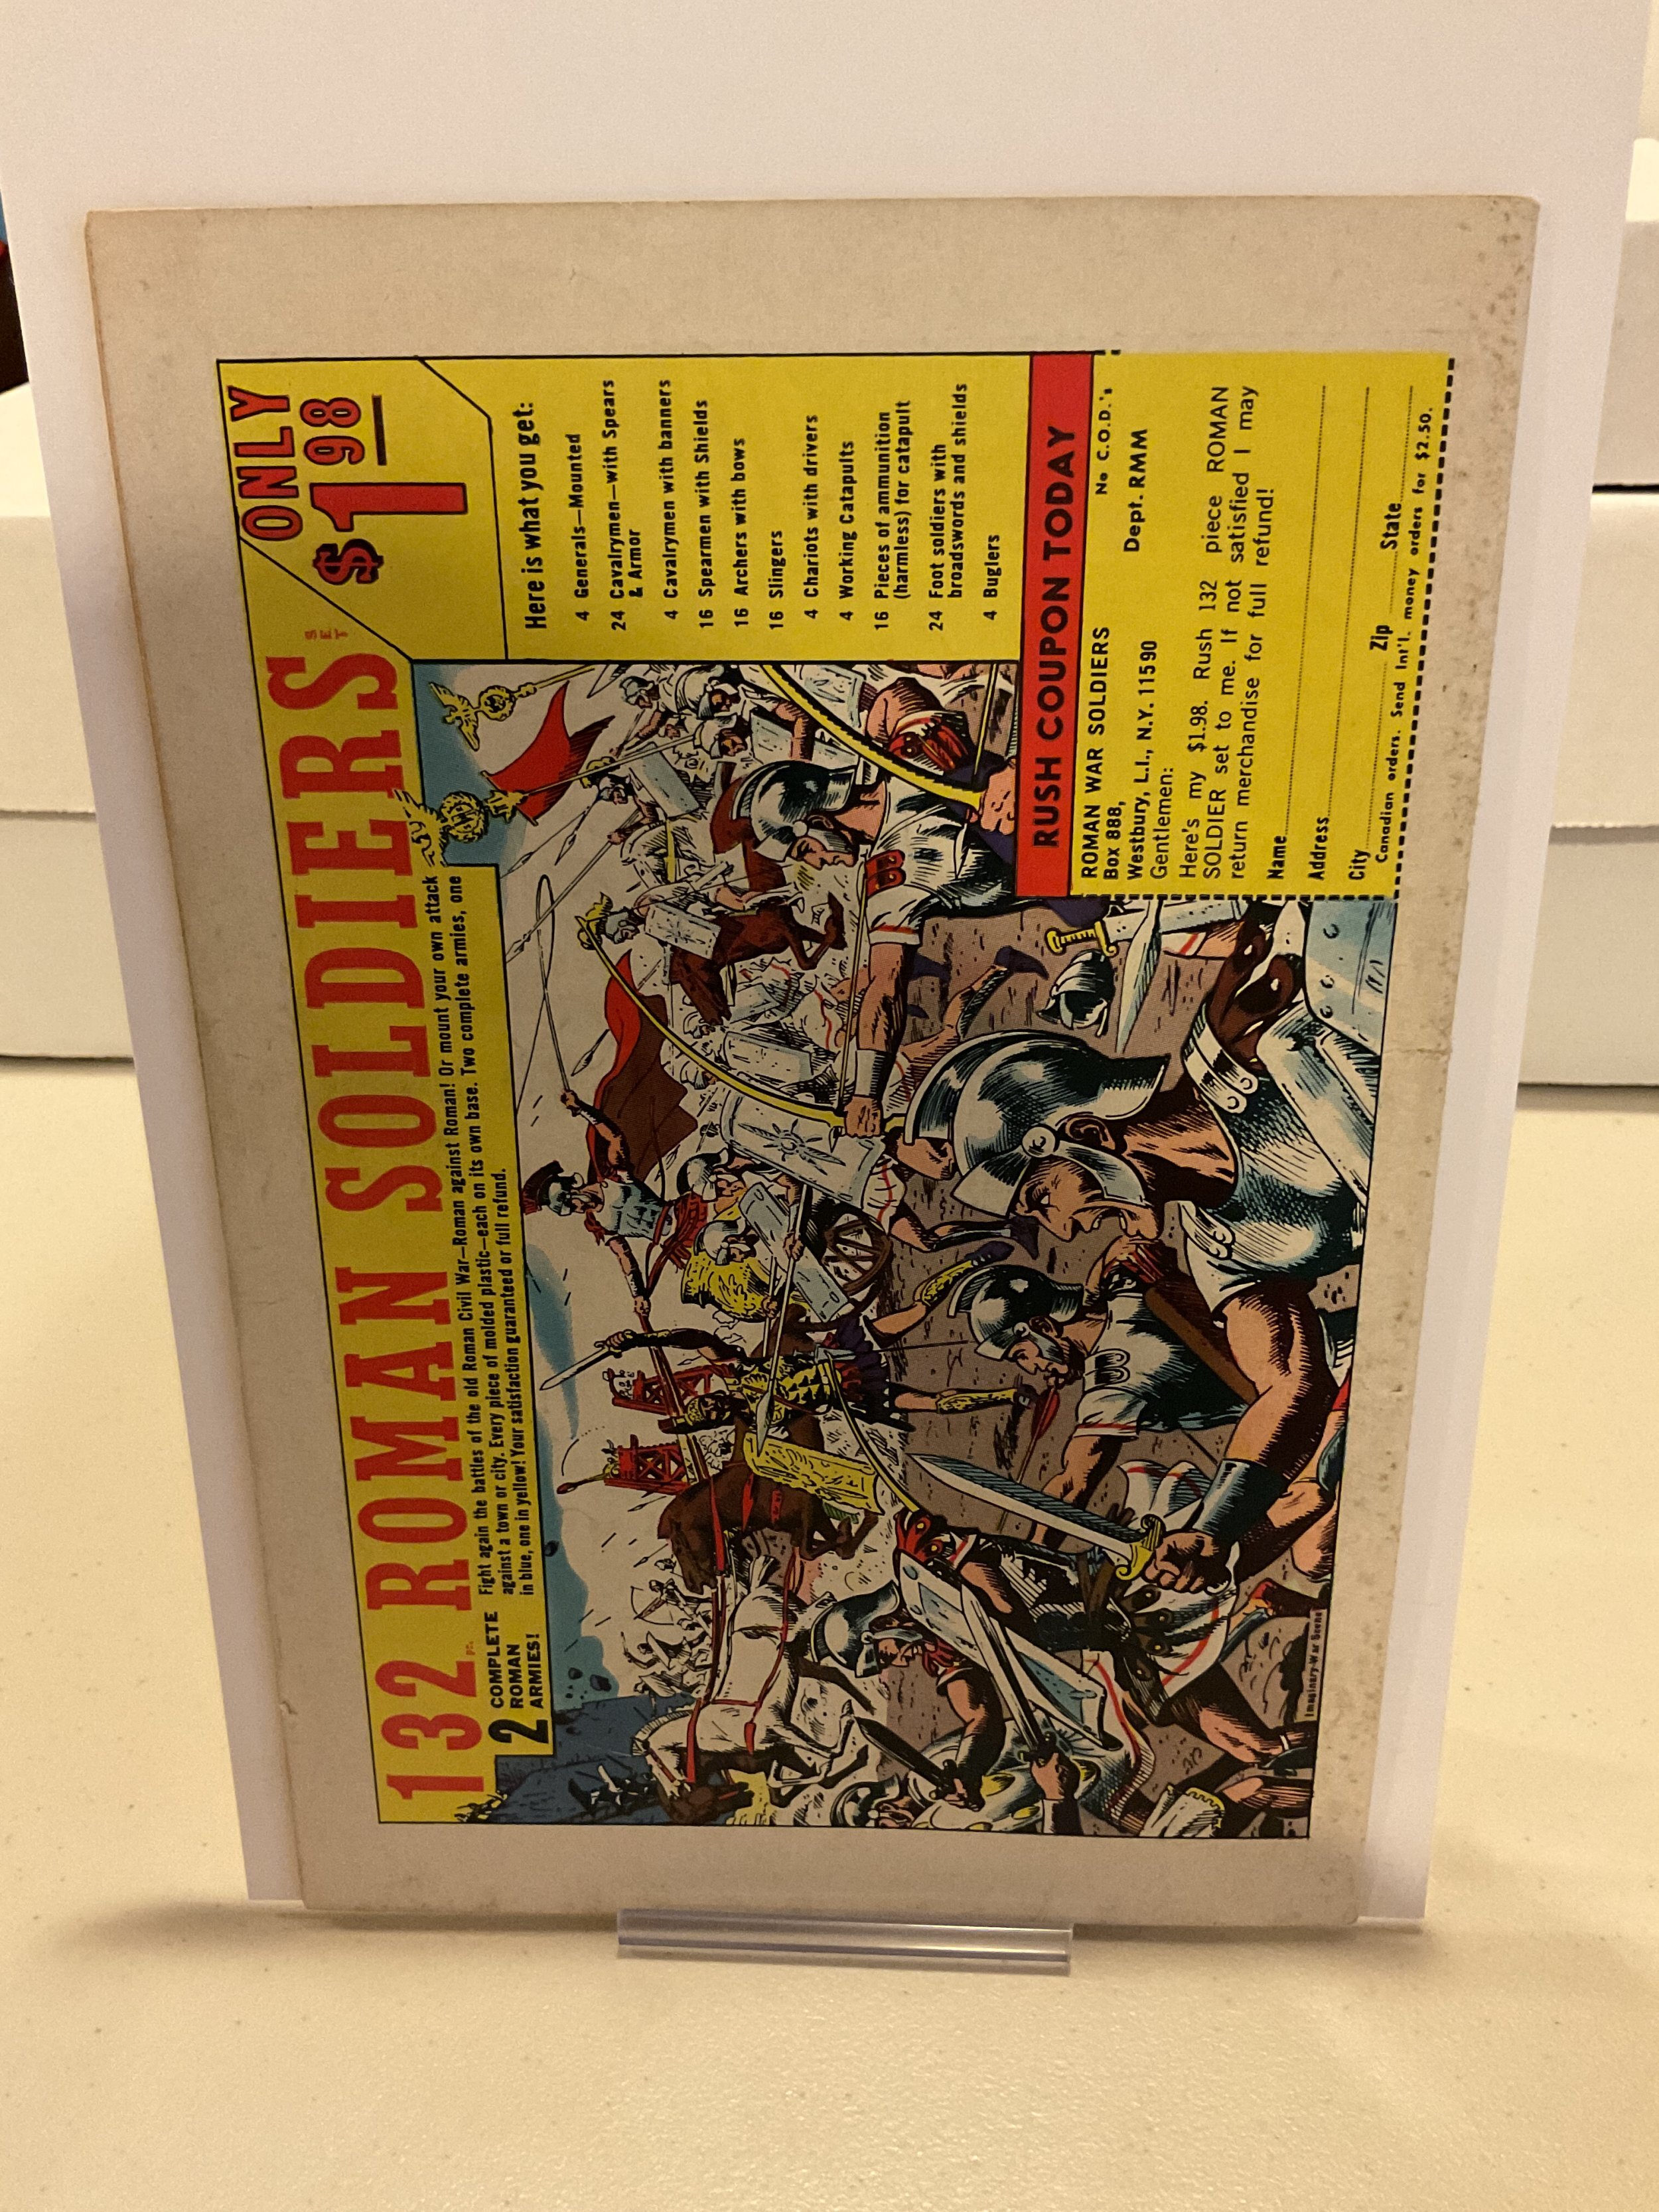 132 pc. ROMAN SOLDIERS SET
ONLY
$1.98
2 COMPLETE
ROMAN
ARMIES!
Fight again the battles of the old Roman Civil War—Roman against Roman! Or mount your own attack
against a town or city. Every piece of molded plastic—each on its own base. Two complete armies, one
in blue, one in yellow! Your satisfaction guaranteed or full refund.
Here is what you get:
4 Generals—Mounted
24 Cavalrymen—with Spears
& Armor
4 Cavalrymen with banners
16 Spearmen with Shields
16 Archers with bows
16 Slingers
4 Chariots with drivers
4 Working Catapults
16 Pieces of ammunition
(harmless) for catapult
24 Foot soldiers with
broadswords and shields
4 Buglers
RUSH COUPON TODAY
ROMAN WAR SOLDIERS No C.O.D.'s
Box 888,
Westbury, L.I., N.Y. 11590 Dept. RMM
Gentlemen:
Here's my $1.98. Rush 132 piece ROMAN
SOLDIER set to me. If not satisfied I may
return merchandise for full refund!
Name
Address
City Zip State
Canadian orders. Send Int'l. money orders for $2.50.
Imaginary War Scene